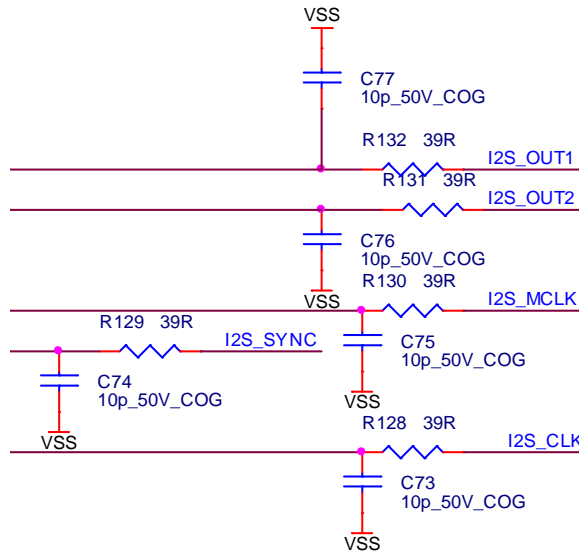 VSS
C77
10p_50V_COG
R132 39R
I2S_OUT1
R131 39R
I2S_OUT2
C76
10p_50V_COG
VSS
R130 39R
I2S_MCLK
R129 39R
I2S_SYNC
C75
10p_50V_COG
C74
10p_50V_COG
VSS
VSS
R128 39R
I2S_CLK
C73
10p_50V_COG
VSS